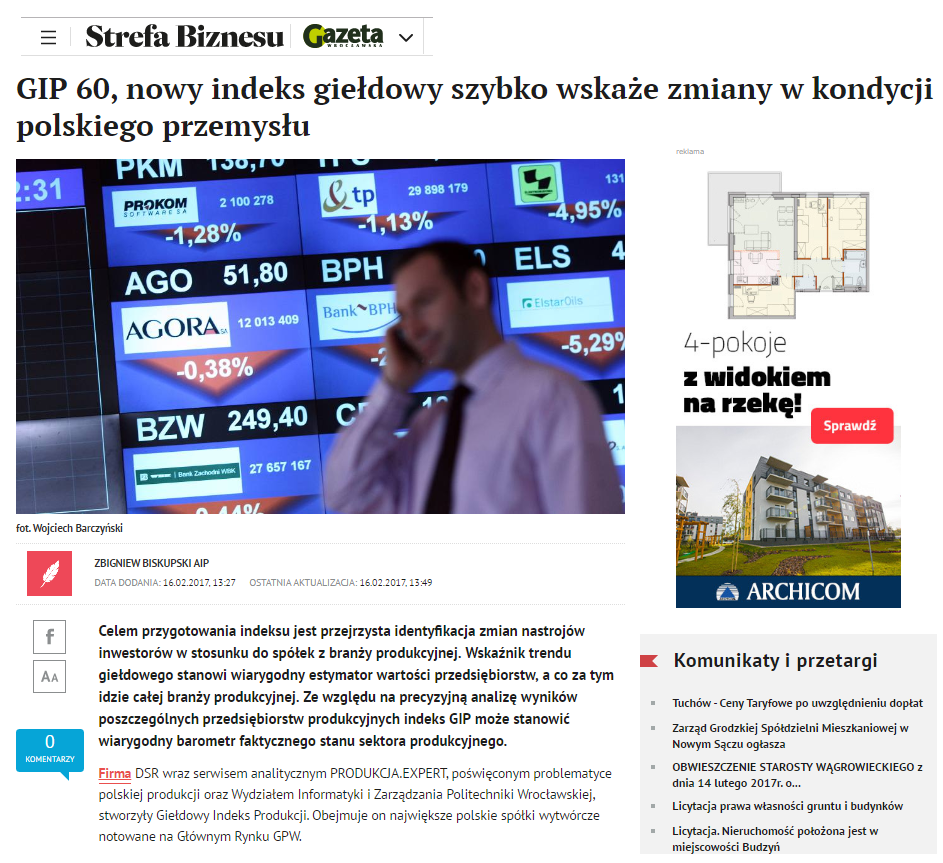 Strefa Biznesu
Gazeta
WROCŁAWSKA
GIP 60, nowy indeks giełdowy szybko wskaże zmiany w kondycji
polskiego przemysłu
reklama
2:31
PKM 138,70
PROKOM
SOFTWARE SA
2 100 278
-1,28%
& tp
29 898 179
-1,13%
131
-4,95%
AGO 51,80
BPH
ELS 4
AGORA SA
12 013 409
-0,38%
Bank BPH
-2
ElstarOils
-5,29%
BZW 249,40
Bank Zachodni WBK
27 657 167
0,44%
4-pokoje
z widokiem
na rzekę!
Sprawdź
ARCHICOM
fot. Wojciech Barczyński
ZBIGNIEW BISKUPSKI AIP
DATA DODANIA: 16.02.2017, 13:27 OSTATNIA AKTUALIZACJA: 16.02.2017, 13:49
f
AA
0
KOMENTARZY
Celem przygotowania indeksu jest przejrzysta identyfikacja zmian nastrojów
inwestorów w stosunku do spółek z branży produkcyjnej. Wskaźnik trendu
giełdowego stanowi wiarygodny estymator wartości przedsiębiorstw, a co za tym
idzie całej branży produkcyjnej. Ze względu na precyzyjną analizę wyników
poszczególnych przedsiębiorstw produkcyjnych indeks GIP może stanowić
wiarygodny barometr faktycznego stanu sektora produkcyjnego.
Firma DSR wraz serwisem analitycznym PRODUKCJA.EXPERT, poświęconym problematyce
polskiej produkcji oraz Wydziałem Informatyki i Zarządzania Politechniki Wrocławskiej,
stworzyły Giełdowy Indeks Produkcji. Obejmuje on największe polskie spółki wytwórcze
notowane na Głównym Rynku GPW.
Komunikaty i przetargi
Tuchów - Ceny Taryfowe po uwzględnieniu dopłat
Zarząd Grodzkiej Spółdzielni Mieszkaniowej w
Nowym Sączu ogłasza
OBWIESZCZENIE STAROSTY WĄGROWIECKIEGO z
dnia 14 lutego 2017r. o...
Licytacja prawa własności gruntu i budynków
Licytacja. Nieruchomość położona jest w
miejscowości Budzyń